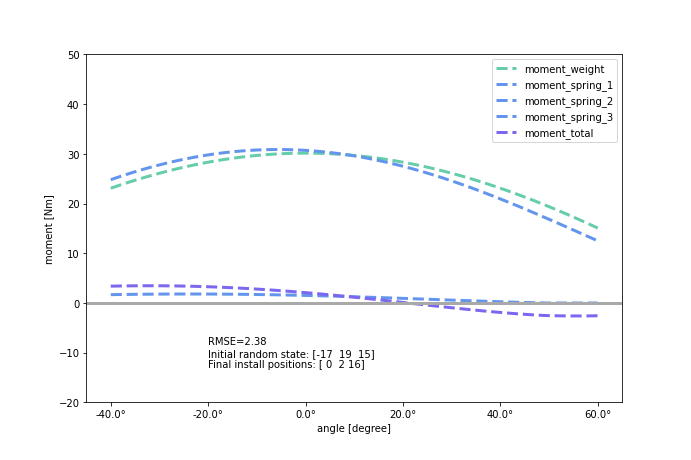 50
40
30
20
10
0
−10
−20
moment [Nm]
moment_weight
moment_spring_1
moment_spring_2
moment_spring_3
moment_total
RMSE=2.38
Initial random state: [-17 19 15]
Final install positions: [ 0 2 16]
-40.0° -20.0° 0.0° 20.0° 40.0° 60.0°
angle [degree]